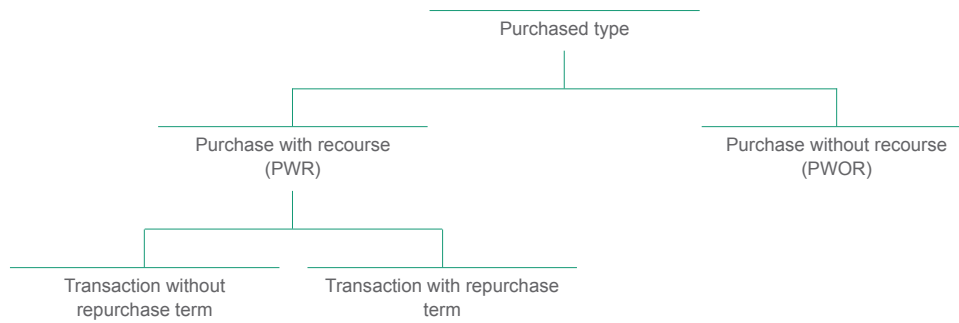 Purchased type
Purchase with recourse
(PWR)
Purchase without recourse
(PWOR)
Transaction without
repurchase term
Transaction with repurchase
term